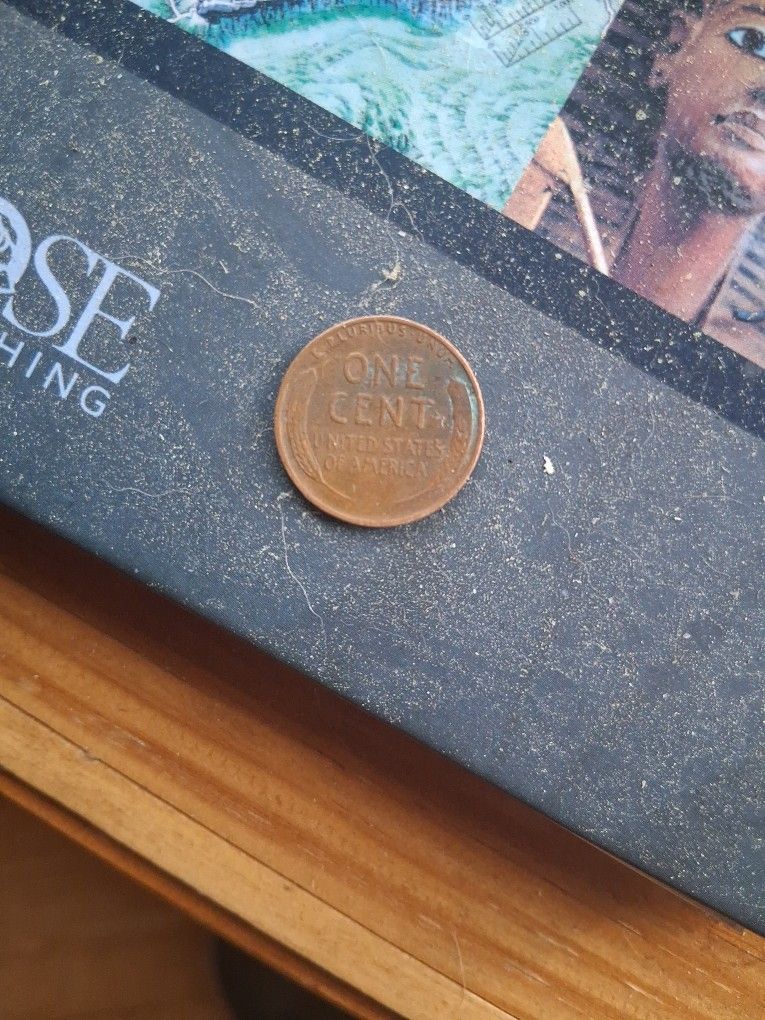 OSE
HING
E·PLURIBUS·UNUM
ONE
CENT
UNITED STATES
OF AMERICA